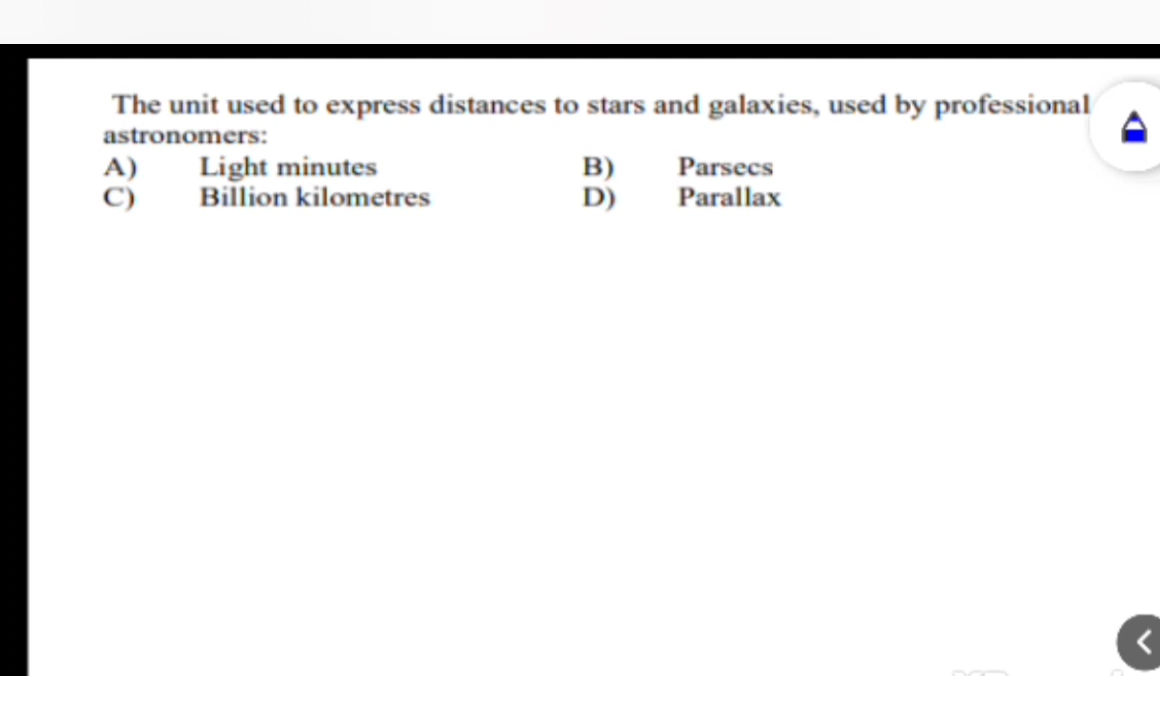 The unit used to express distances to stars and galaxies, used by professional
astronomers:
A) Light minutes B) Parsecs
C) Billion kilometres D) Parallax